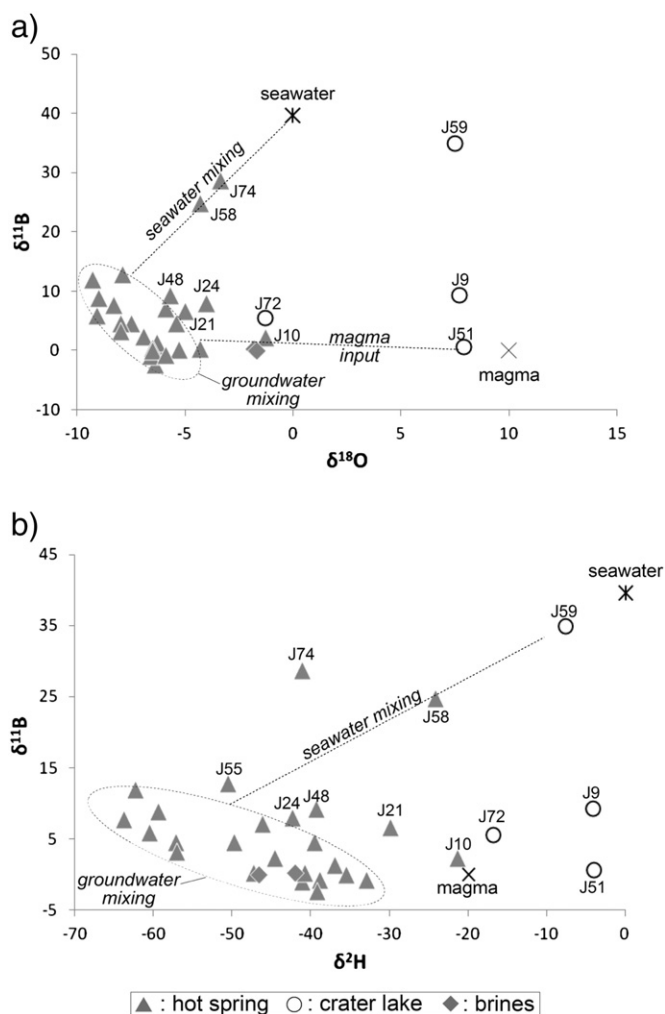 a)
50
40
30
20
10
0
-10
δ¹¹B
seawater
seawater mixing
J59
J74
J58
J48
J24
J21
J72
J10
J9
J51
magma input
magma
groundwater mixing
-10 -5 0 5 10 15
δ¹⁸O
b)
45
35
25
15
5
-5
δ¹¹B
seawater
J59
J74
seawater mixing
J58
J55
J24
J48
J21
J72
J9
J10
magma
J51
groundwater mixing
-70 -60 -50 -40 -30 -20 -10 0
δ²H
: hot spring : crater lake : brines